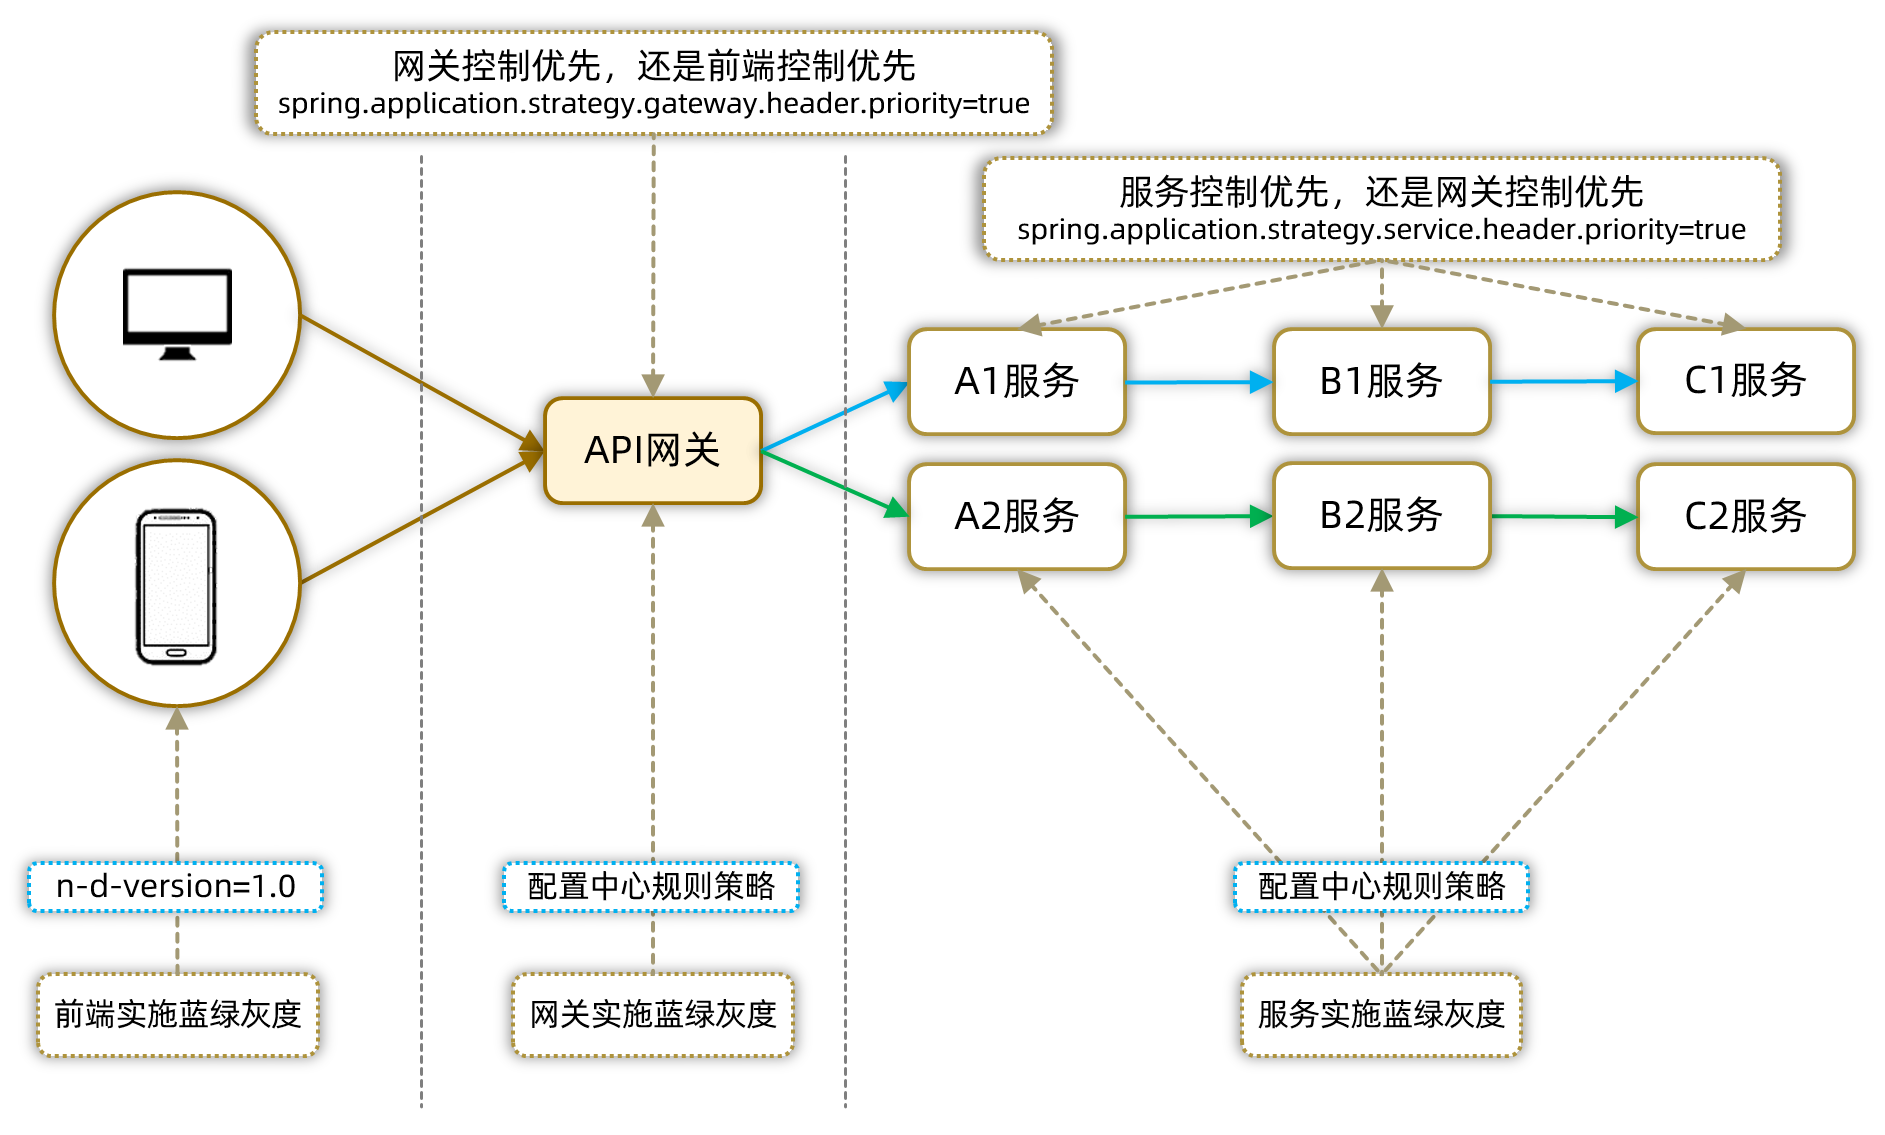 网关控制优先，还是前端控制优先
spring.application.strategy.gateway.header.priority=true
服务控制优先，还是网关控制优先
spring.application.strategy.service.header.priority=true
A1服务
B1服务
C1服务
API网关
A2服务
B2服务
C2服务
n-d-version=1.0
配置中心规则策略
配置中心规则策略
前端实施蓝绿灰度
网关实施蓝绿灰度
服务实施蓝绿灰度